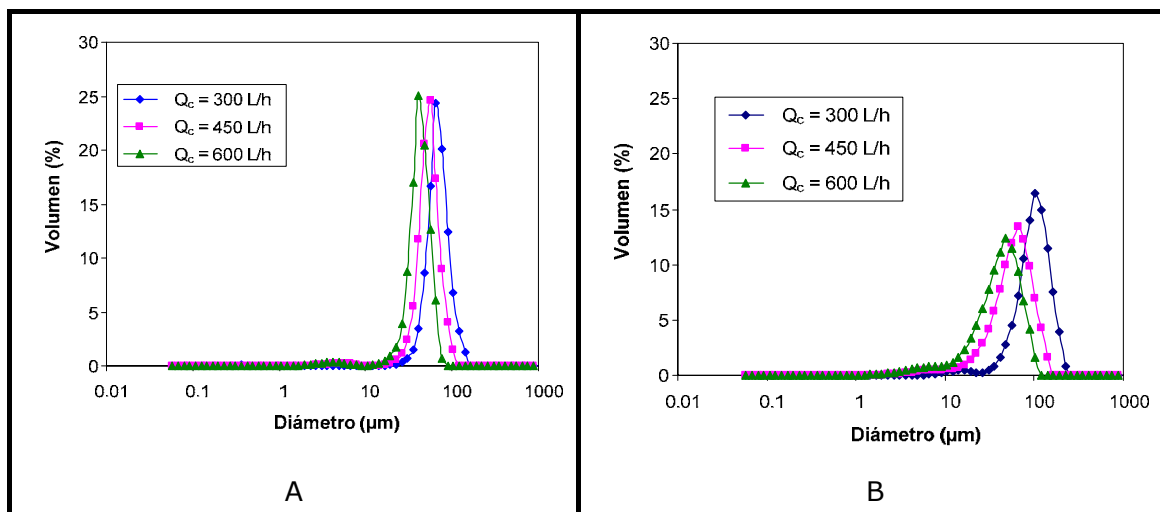 30
25
20
15
10
5
0
Volumen (%)
Qc = 300 L/h
Qc = 450 L/h
Qc = 600 L/h
0.01
0.1
1
10
100
1000
Diámetro (µm)
A
30
25
20
15
10
5
0
Volumen (%)
Qc = 300 L/h
Qc = 450 L/h
Qc = 600 L/h
0.01
0.1
1
10
100
1000
Diámetro (µm)
B